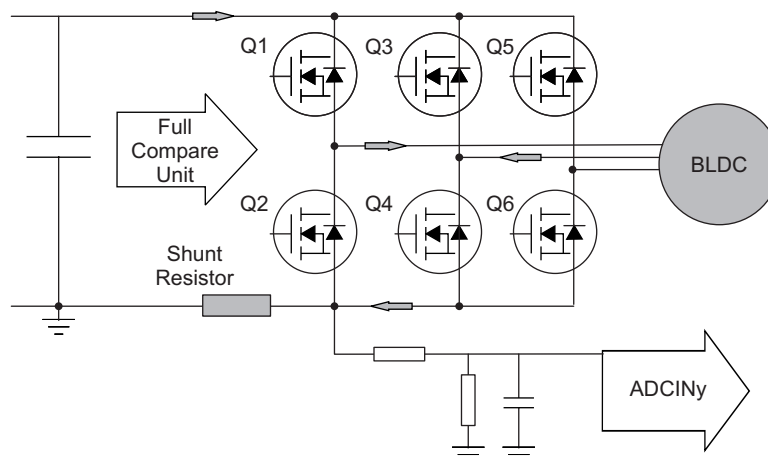 Q1
Q3
Q5
Full
Compare
Unit
BLDC
Q2
Q4
Q6
Shunt
Resistor
ADCINy